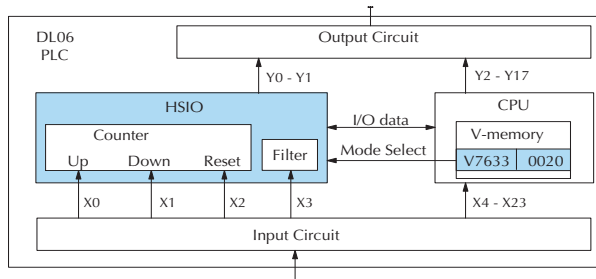 DL06
PLC
Output Circuit
Y0 - Y1
Y2 - Y17
HSIO
CPU
Counter
I/O data
V-memory
Up Down Reset
Filter
Mode Select
V7633 0020
X0 X1 X2 X3
X4 - X23
Input Circuit